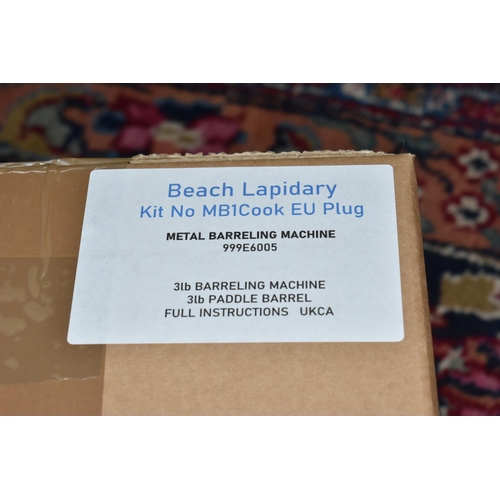 Beach Lapidary
Kit No MB1Cook EU Plug
METAL BARRELING MACHINE
999E6005
3lb BARRELING MACHINE
3lb PADDLE BARREL
FULL INSTRUCTIONS UKCA